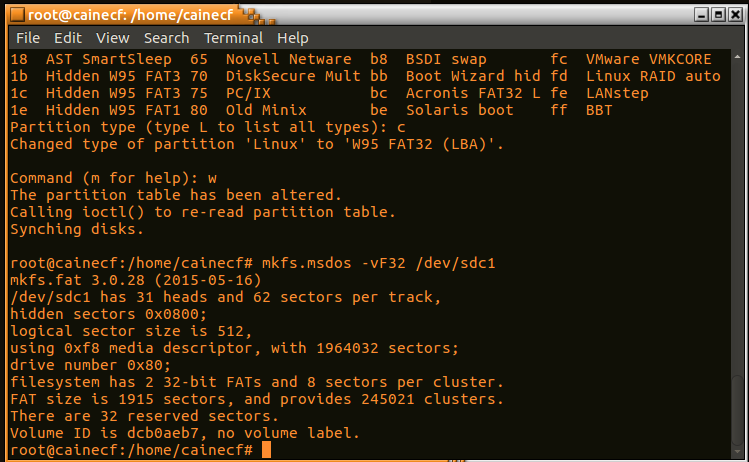 root@cainecf: /home/cainecf
File Edit View Search Terminal Help
18 AST SmartSleep 65 Novell Netware b8 BSDI swap fc VMware VMKCORE
1b Hidden W95 FAT3 70 DiskSecure Mult bb Boot Wizard hid fd Linux RAID auto
1c Hidden W95 FAT3 75 PC/IX bc Acronis FAT32 L fe LANstep
1e Hidden W95 FAT1 80 Old Minix be Solaris boot ff BBT
Partition type (type L to list all types): c
Changed type of partition 'Linux' to 'W95 FAT32 (LBA)'.
Command (m for help): w
The partition table has been altered.
Calling ioctl() to re-read partition table.
Synching disks.
root@cainecf:/home/cainecf# mkfs.msdos -vF32 /dev/sdc1
mkfs.fat 3.0.28 (2015-05-16)
/dev/sdc1 has 31 heads and 62 sectors per track,
hidden sectors 0x0800;
logical sector size is 512,
using 0xf8 media descriptor, with 1964032 sectors;
drive number 0x80;
filesystem has 2 32-bit FATs and 8 sectors per cluster.
FAT size is 1915 sectors, and provides 245021 clusters.
There are 32 reserved sectors.
Volume ID is dcb0aeb7, no volume label.
root@cainecf:/home/cainecf#